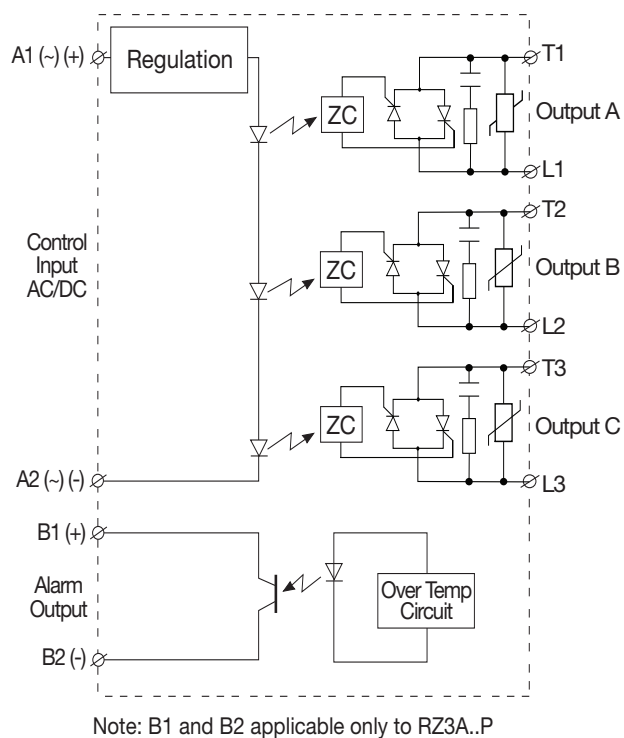 A1 (~) (+)
Regulation
T1
ZC
Output A
L1
T2
Control
Input
AC/DC
ZC
Output B
L2
T3
ZC
Output C
A2 (~) (-)
L3
B1 (+)
Alarm
Output
Over Temp
Circuit
B2 (-)
Note: B1 and B2 applicable only to RZ3A..P